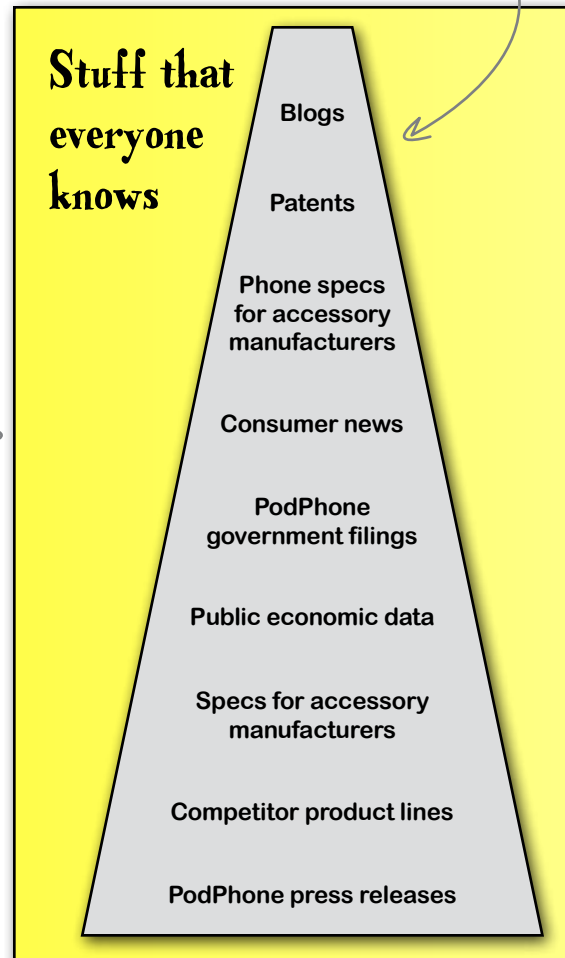 Stuff that
everyone
knows
Blogs
Patents
Phone specs
for accessory
manufacturers
Consumer news
PodPhone
government filings
Public economic data
Specs for accessory
manufacturers
Competitor product lines
PodPhone press releases